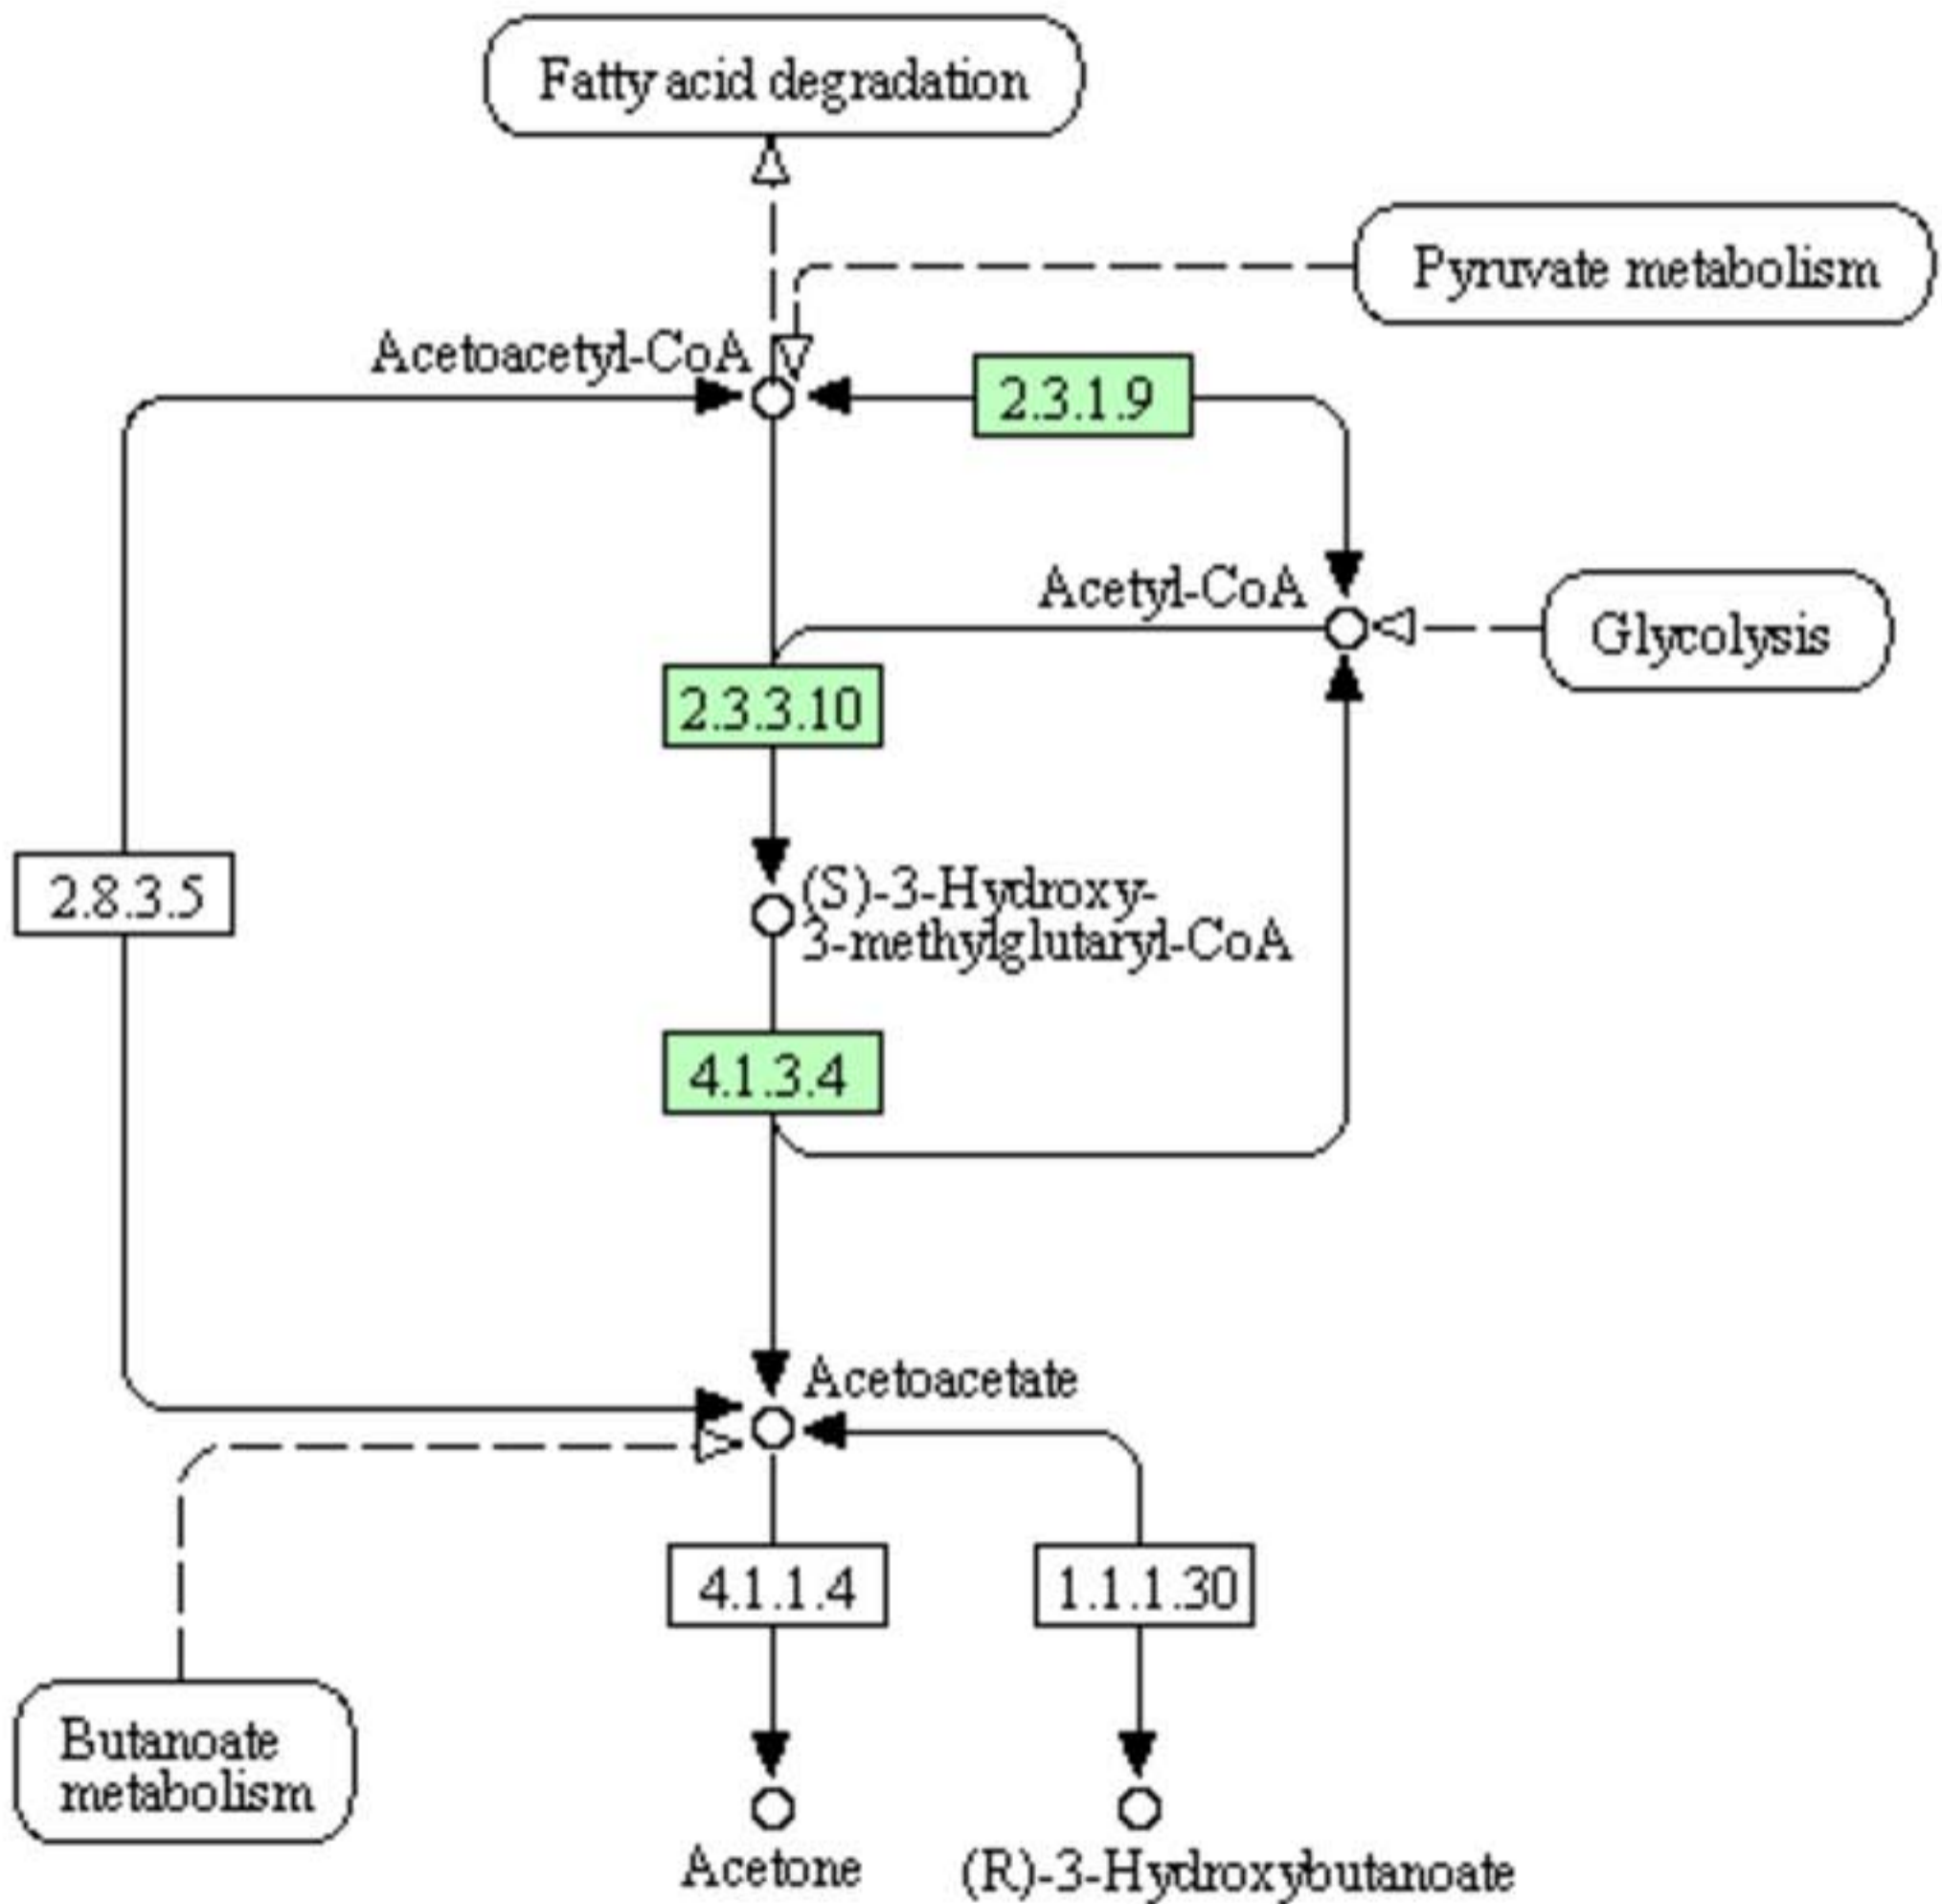 Fatty acid degradation
Pyruvate metabolism
Acetoacetyl-CoA
2.3.1.9
Acetyl-CoA
Glycolysis
2.3.3.10
2.8.3.5
(S)-3-Hydroxy-
3-methylglutaryl-CoA
4.1.3.4
Acetoacetate
4.1.1.4
1.1.1.30
Butanoate
metabolism
Acetone
(R)-3-Hydroxybutanoate